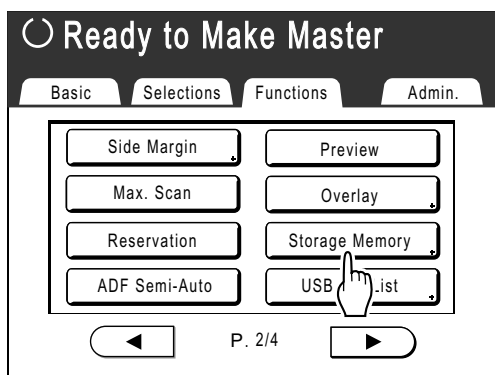 Ready to Make Master
Basic Selections Functions Admin.
Side Margin Preview
Max. Scan Overlay
Reservation Storage Memory
ADF Semi-Auto USB
P. 2/4